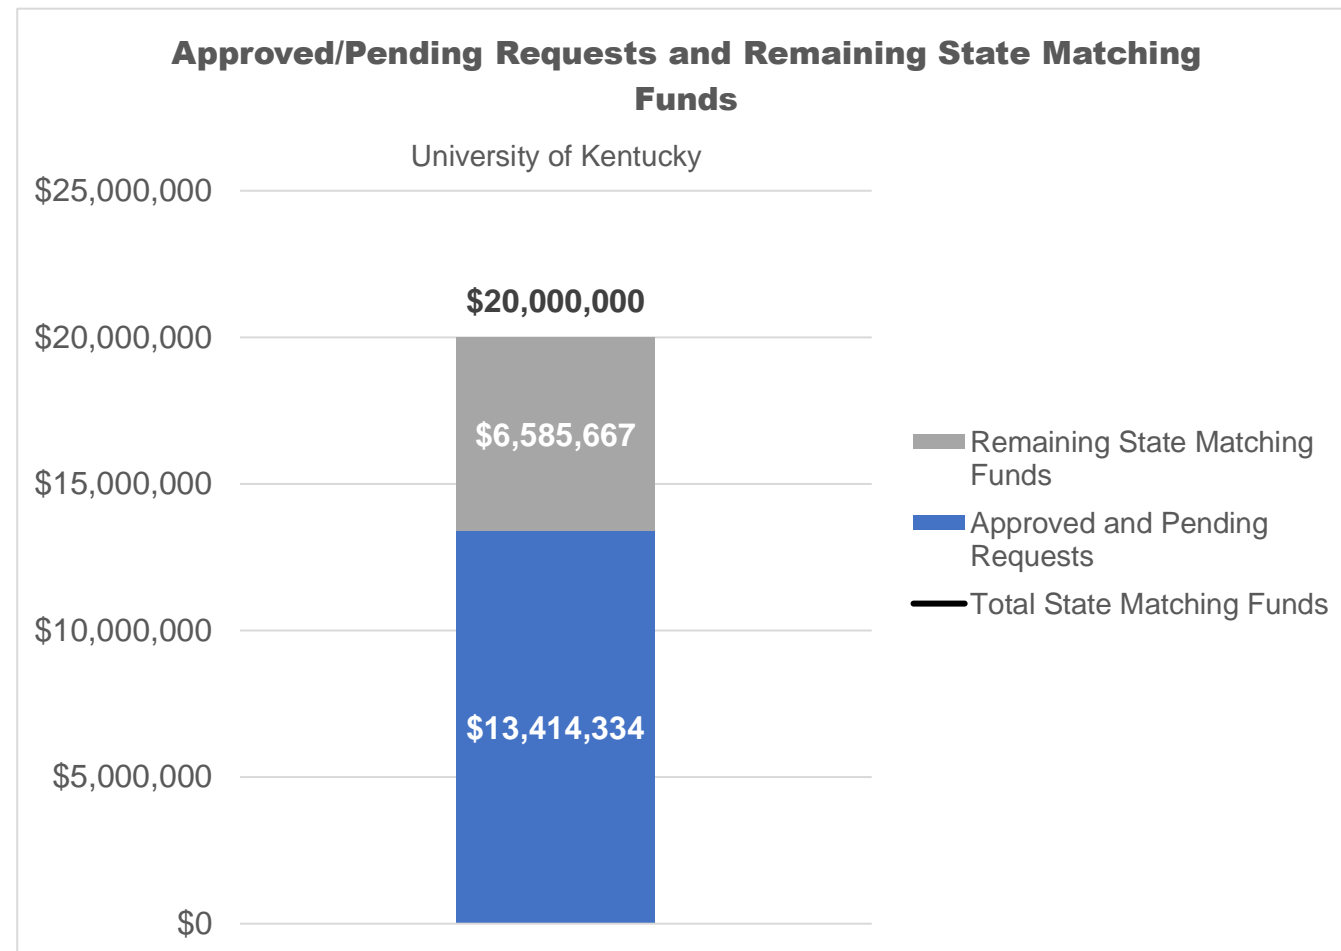 Approved/Pending Requests and Remaining State Matching
Funds
University of Kentucky
$25,000,000
$20,000,000
$20,000,000
$6,585,667
$15,000,000
$10,000,000
$13,414,334
$5,000,000
$0
Remaining State Matching
Funds
Approved and Pending
Requests
Total State Matching Funds